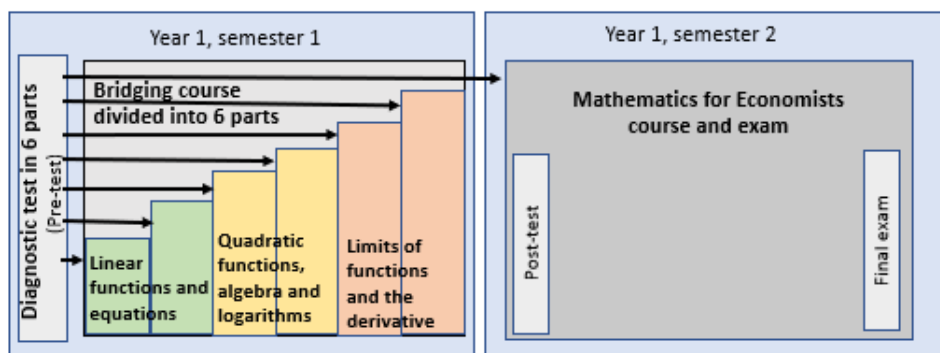 Year 1, semester 1
Diagnostic test in 6 parts
(Pre-test)
Bridging course
divided into 6 parts
Linear
functions and
equations
Quadratic
functions,
algebra and
logarithms
Limits of
functions
and the
derivative
Year 1, semester 2
Mathematics for Economists
course and exam
Post-test
Final exam